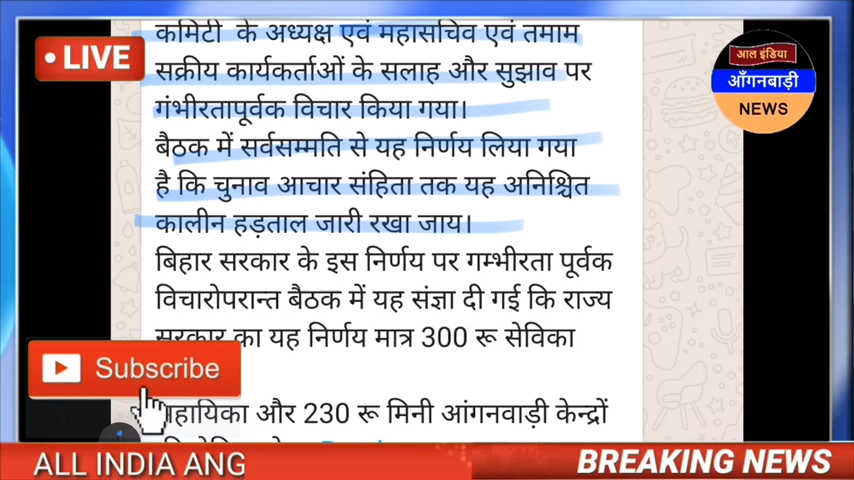 कमिटी के अध्यक्ष एवं महासचिव एवं तमाम
LIVE
सक्रीय कार्यकर्ताओं के सलाह और सुझाव पर
गंभीरतापूर्वक विचार किया गया।
आल इंडिया
आँगनबाड़ी
NEWS
बैठक में सर्वसम्मति से यह निर्णय लिया गया
है कि चुनाव आचार संहिता तक यह अनिश्चित
कालीन हड़ताल जारी रखा जाय।
बिहार सरकार के इस निर्णय पर गम्भीरता पूर्वक
विचारोपरान्त बैठक में यह संज्ञा दी गई कि राज्य
सरकार का यह निर्णय मात्र 300 रू सेविका
Subscribe
और 230 रू मिनी आंगनवाड़ी केन्द्रों
ALL INDIA ANG
BREAKING NEWS